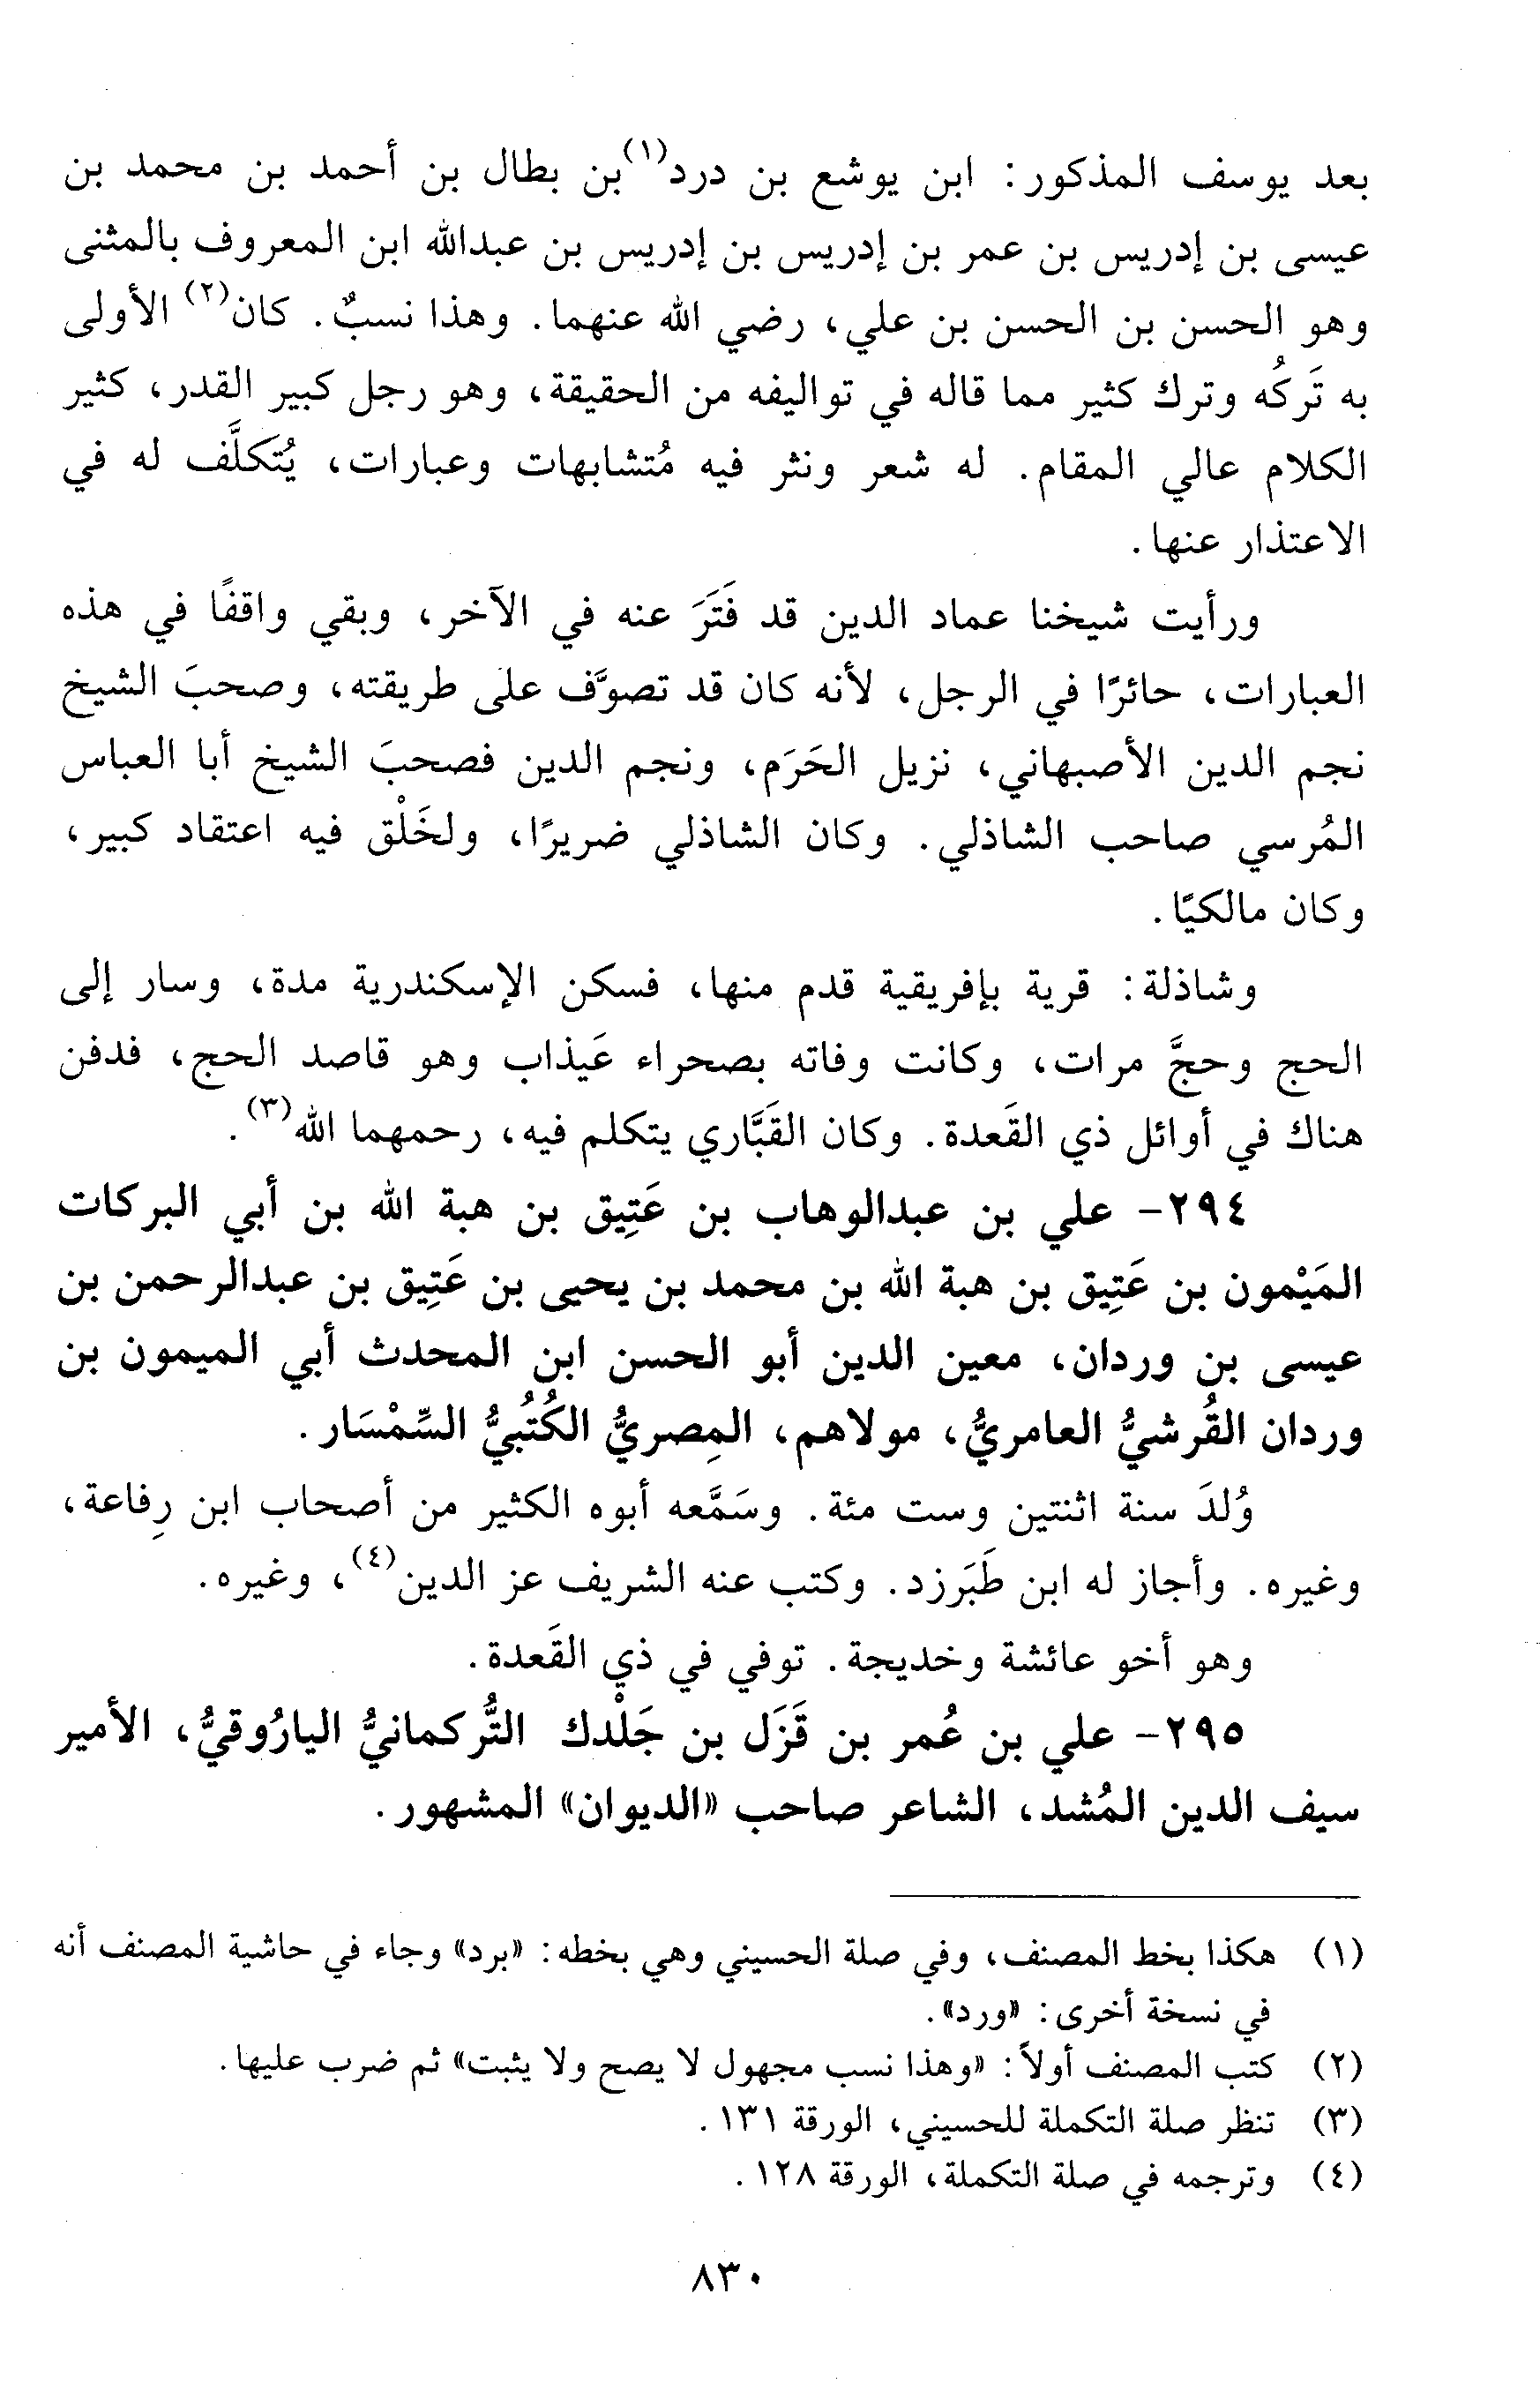 بعد يوسف المذكور: ابن يوشع بن درد(١) بن بطال بن أحمد بن محمد بن
عيسى بن إدريس بن عمر بن إدريس بن إدريس بن عبدالله ابن المعروف بالمثنى
وهو الحسن بن الحسن بن علي، رضي الله عنهما. وهذا نسبٌ. كان(٢) الأولى
به تَركُه وترك كثير مما قاله في تواليفه من الحقيقة، وهو رجل كبير القدر، كثير
الكلام عالي المقام. له شعر ونثر فيه مُتشابهات وعبارات، يُتكلَّف له في
الاعتذار عنها.
ورأيت شيخنا عماد الدين قد فَتَرَ عنه في الآخر، وبقي واقفًا في هذه
العبارات، حائرًا في الرجل، لأنه كان قد تصوَّف على طريقته، وصحبَ الشيخ
نجم الدين الأصبهاني، نزيل الحَرَم، ونجم الدين فصحبَ الشيخ أبا العباس
المُرسي صاحب الشاذلي. وكان الشاذلي ضريرًا، ولخَلْق فيه اعتقاد كبير،
وكان مالكيًا.
وشاذلة: قرية بإفريقية قدم منها، فسكن الإسكندرية مدة، وسار إلى
الحج وحجَّ مرات، وكانت وفاته بصحراء عَيذاب وهو قاصد الحج، فدفن
هناك في أوائل ذي القَعدة. وكان القَبَّاري يتكلم فيه، رحمهما الله(٣).
٢٩٤- علي بن عبدالوهاب بن عَتِيق بن هبة الله بن أبي البركات
المَيْمون بن عَتِيق بن هبة الله بن محمد بن يحيى بن عَتِيق بن عبدالرحمن بن
عيسى بن وردان، معين الدين أبو الحسن ابن المحدث أبي الميمون بن
وردان القُرشيُّ العامريُّ، مولاهم، المِصريُّ الكُتُبيُّ السِّمْسَار.
وُلدَ سنة اثنتين وست مئة. وسَمَّعه أبوه الكثير من أصحاب ابن رِفاعة،
وغيره. وأجاز له ابن طَبَرزد. وكتب عنه الشريف عز الدين(٤)، وغيره.
وهو أخو عائشة وخديجة. توفي في ذي القَعدة.
٢٩٥- علي بن عُمر بن قَزَل بن جَلْدك التُّركمانيُّ اليارُوقيُّ، الأمير
سيف الدين المُشد، الشاعر صاحب «الديوان» المشهور.
(١) هكذا بخط المصنف، وفي صلة الحسيني وهي بخطه: «برد» وجاء في حاشية المصنف أنه
في نسخة أخرى: «ورد».
(٢) كتب المصنف أولاً: «وهذا نسب مجهول لا يصح ولا يثبت» ثم ضرب عليها.
(٣) تنظر صلة التكملة للحسيني، الورقة ١٣١.
(٤) وترجمه في صلة التكملة، الورقة ١٢٨.
٨٣٠